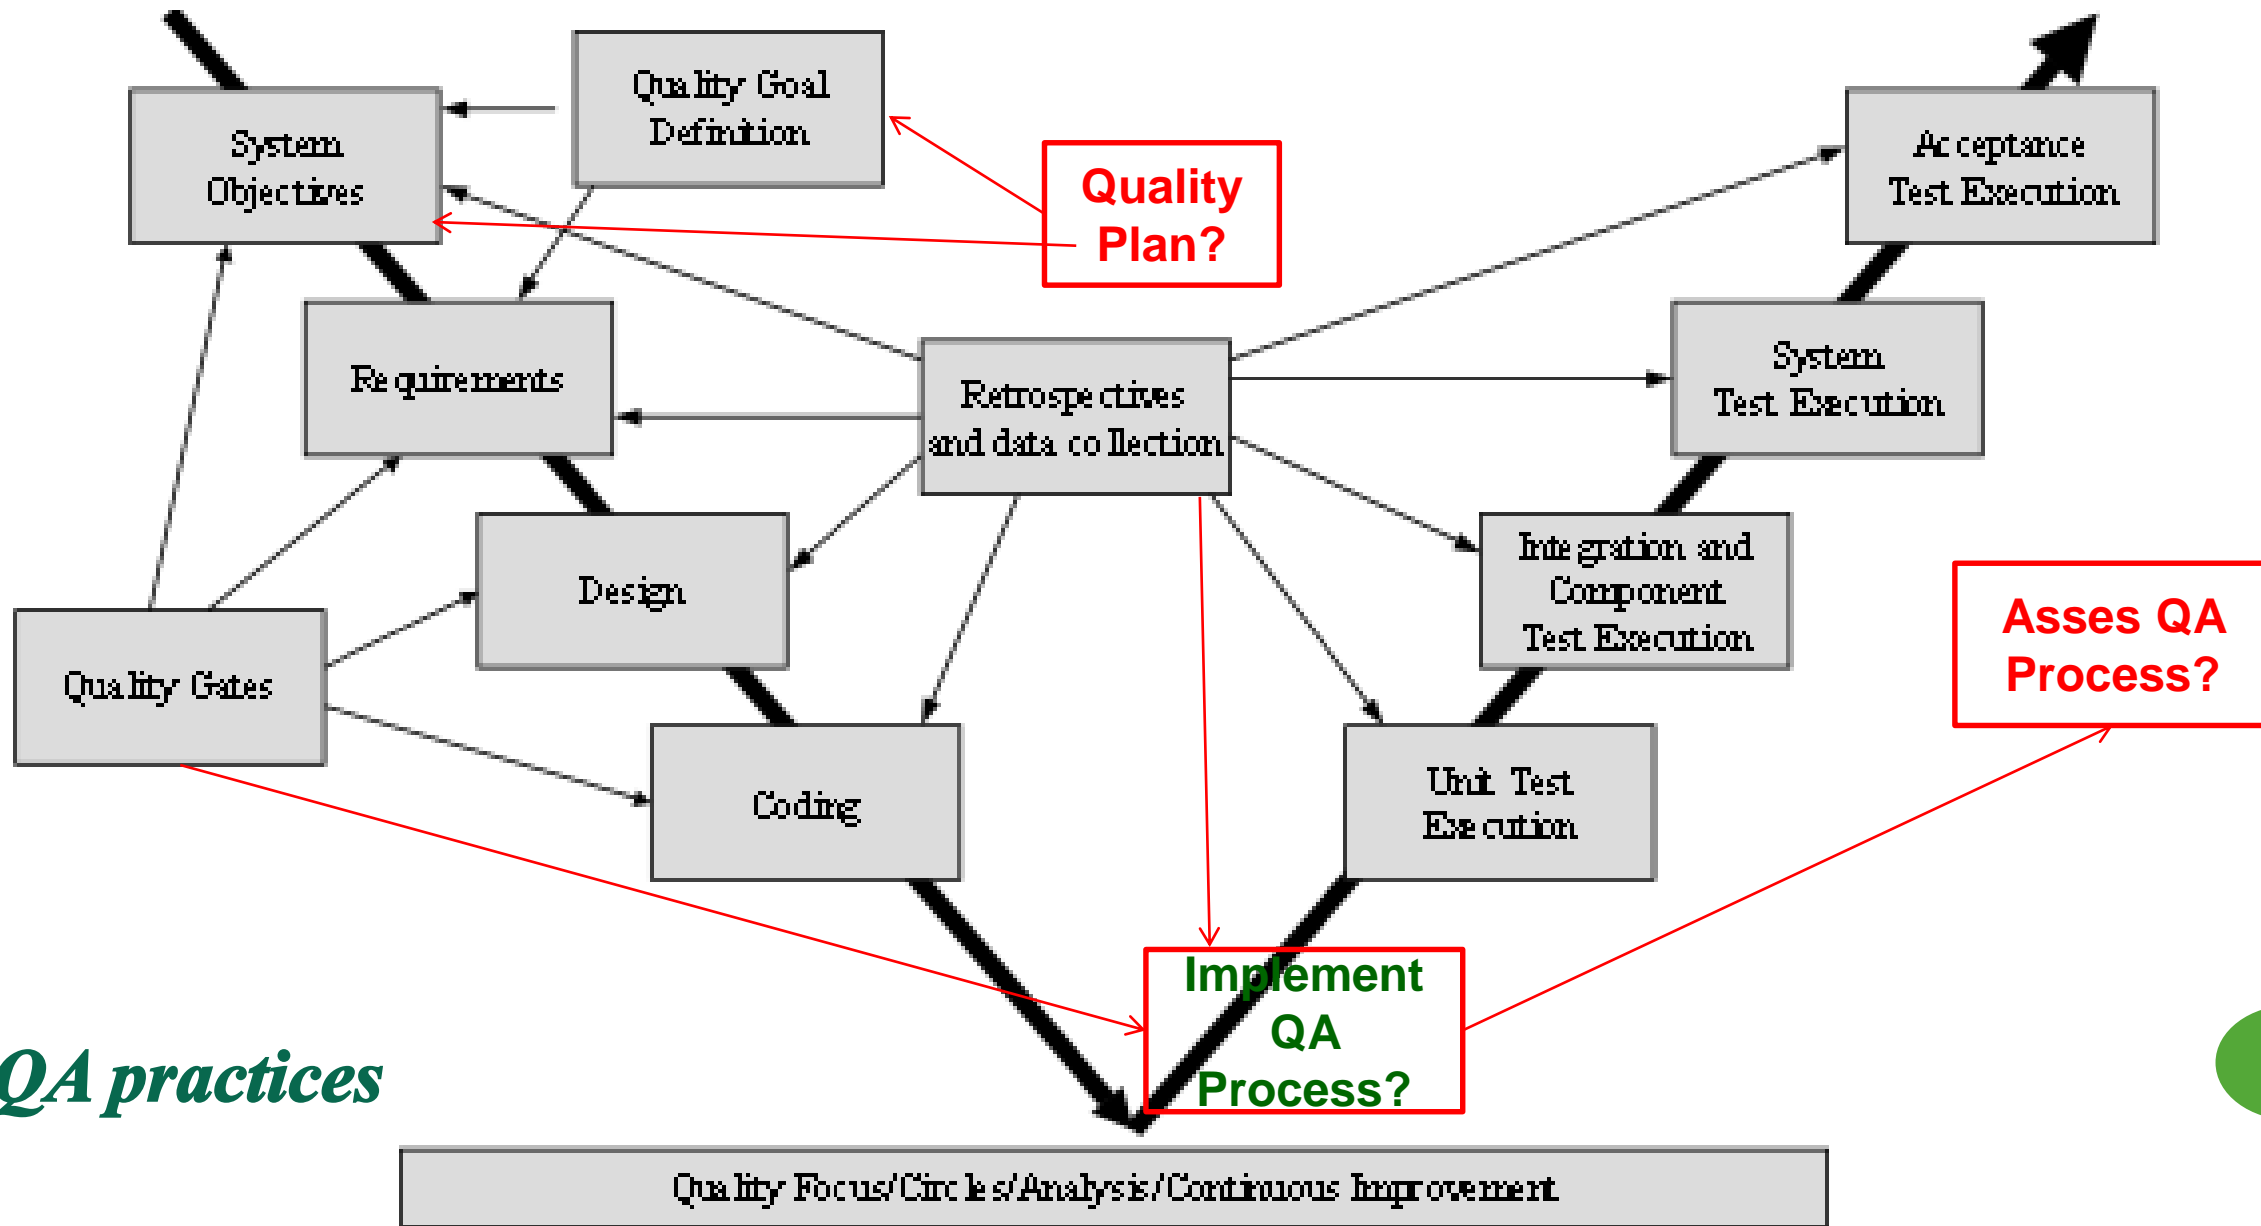 Quality Goal
Definition
System
Objectives
Acceptance
Test Execution
Quality
Plan?
Requirements
Retrospectives
and data collection
System
Test Execution
Design
Integration and
Component
Test Execution
Asses QA
Process?
Quality Gates
Coding
Unit Test
Execution
Implement
QA
Process?
QA practices
Quality Focus/Circles/Analysis/Continuous Improvement